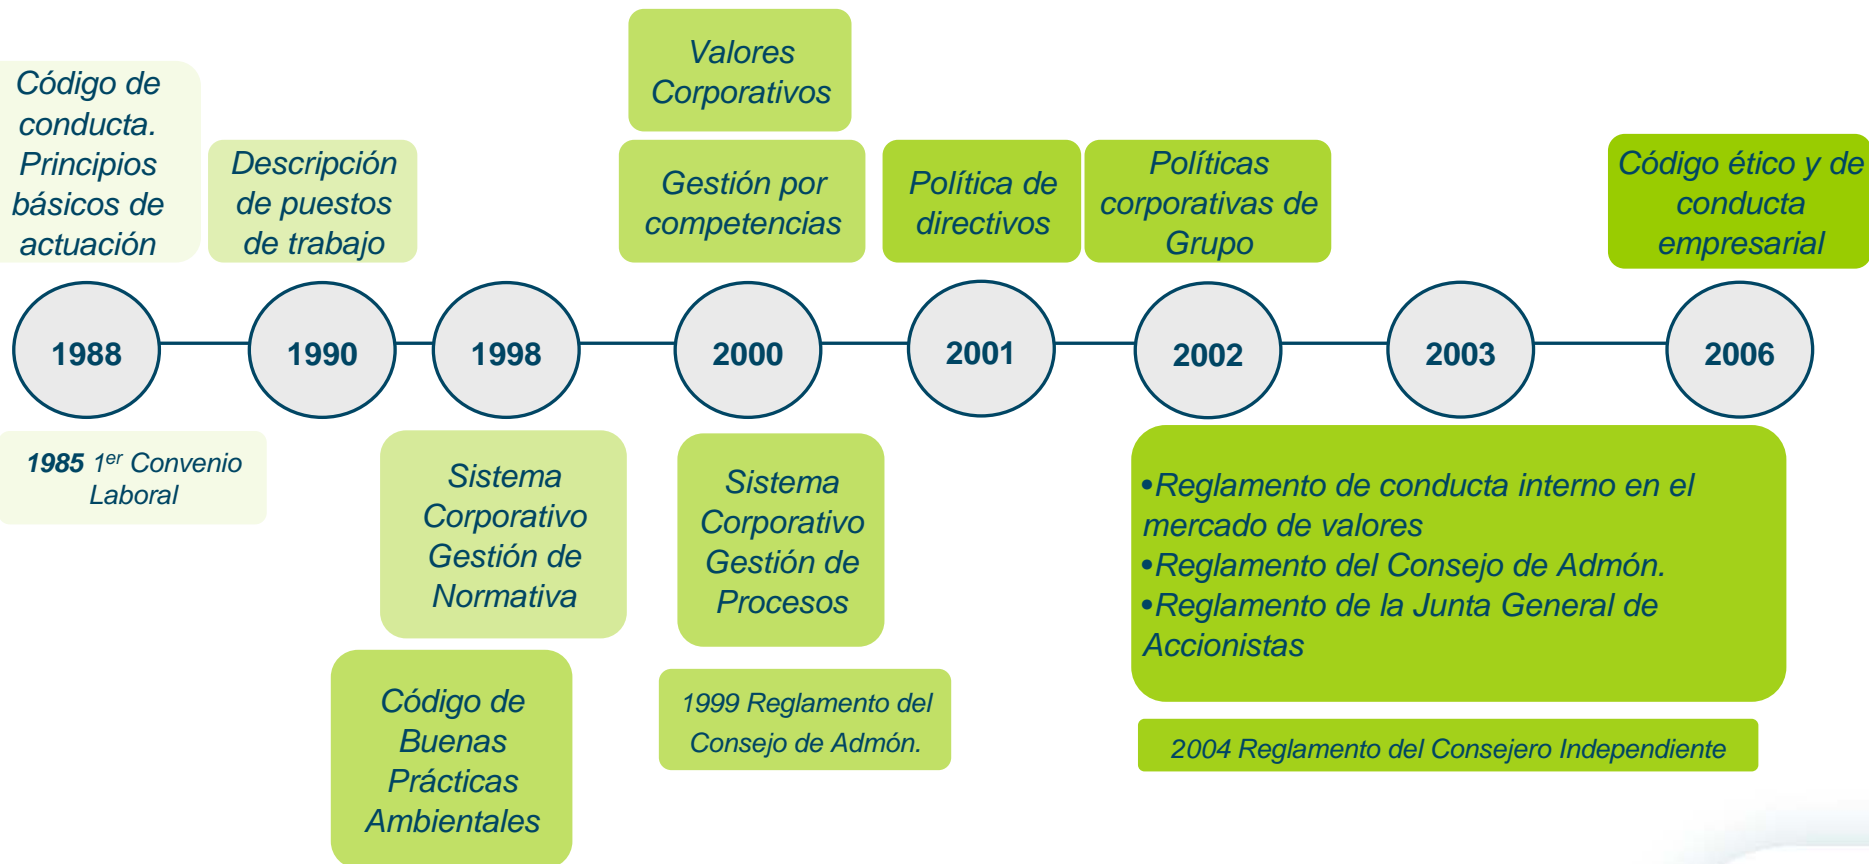 Código de
conducta.
Principios
básicos de
actuación
Descripción
de puestos
de trabajo
Valores
Corporativos
Gestión por
competencias
Política de
directivos
Políticas
corporativas de
Grupo
Código ético y de
conducta
empresarial
1988
1990
1998
2000
2001
2002
2003
2006
1985 1er Convenio
Laboral
Sistema
Corporativo
Gestión de
Normativa
Código de
Buenas
Prácticas
Ambientales
Sistema
Corporativo
Gestión de
Procesos
1999 Reglamento del
Consejo de Admón.
•Reglamento de conducta interno en el
mercado de valores
•Reglamento del Consejo de Admón.
•Reglamento de la Junta General de
Accionistas
2004 Reglamento del Consejero Independiente